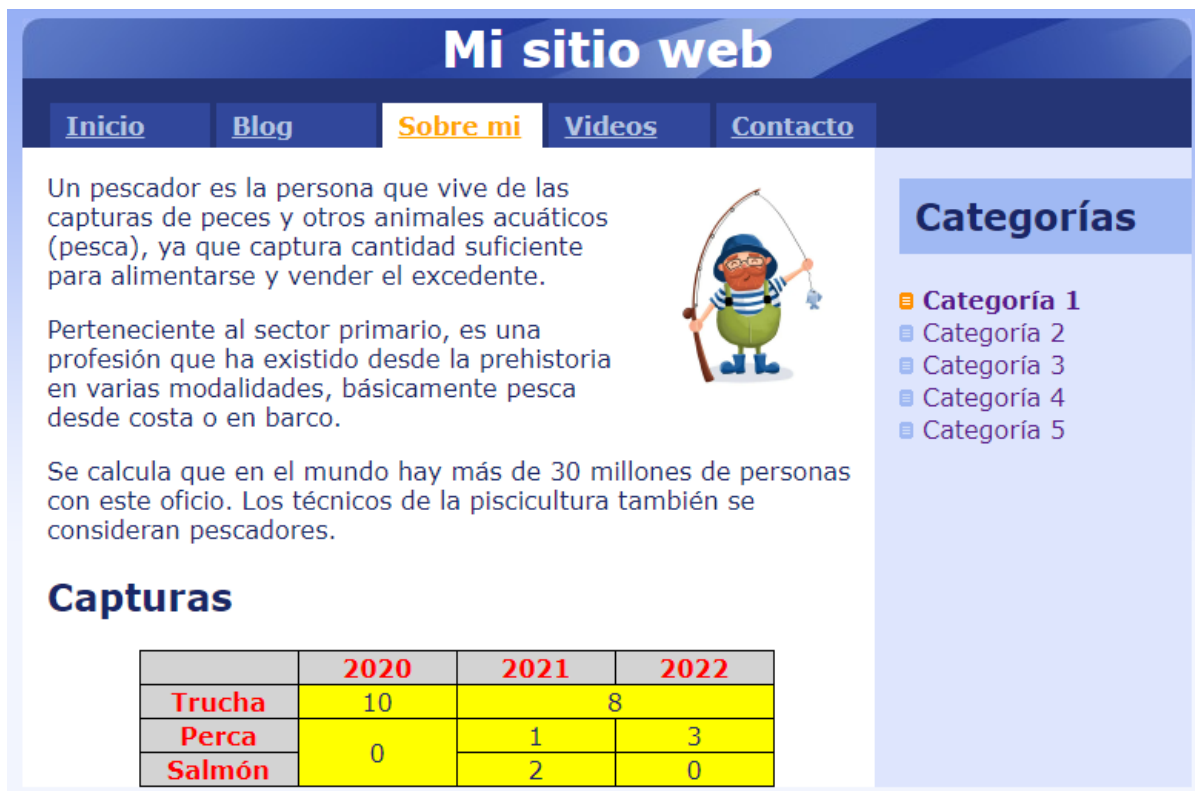 Mi sitio web
Inicio Blog Sobre mi Videos Contacto
Un pescador es la persona que vive de las
capturas de peces y otros animales acuáticos
(pesca), ya que captura cantidad suficiente
para alimentarse y vender el excedente.
Perteneciente al sector primario, es una
profesión que ha existido desde la prehistoria
en varias modalidades, básicamente pesca
desde costa o en barco.
Se calcula que en el mundo hay más de 30 millones de personas
con este oficio. Los técnicos de la piscicultura también se
consideran pescadores.
Capturas
2020 2021 2022
Trucha 10 8
Perca 0 1 3
Salmón 2 0
Categorías
Categoría 1
Categoría 2
Categoría 3
Categoría 4
Categoría 5